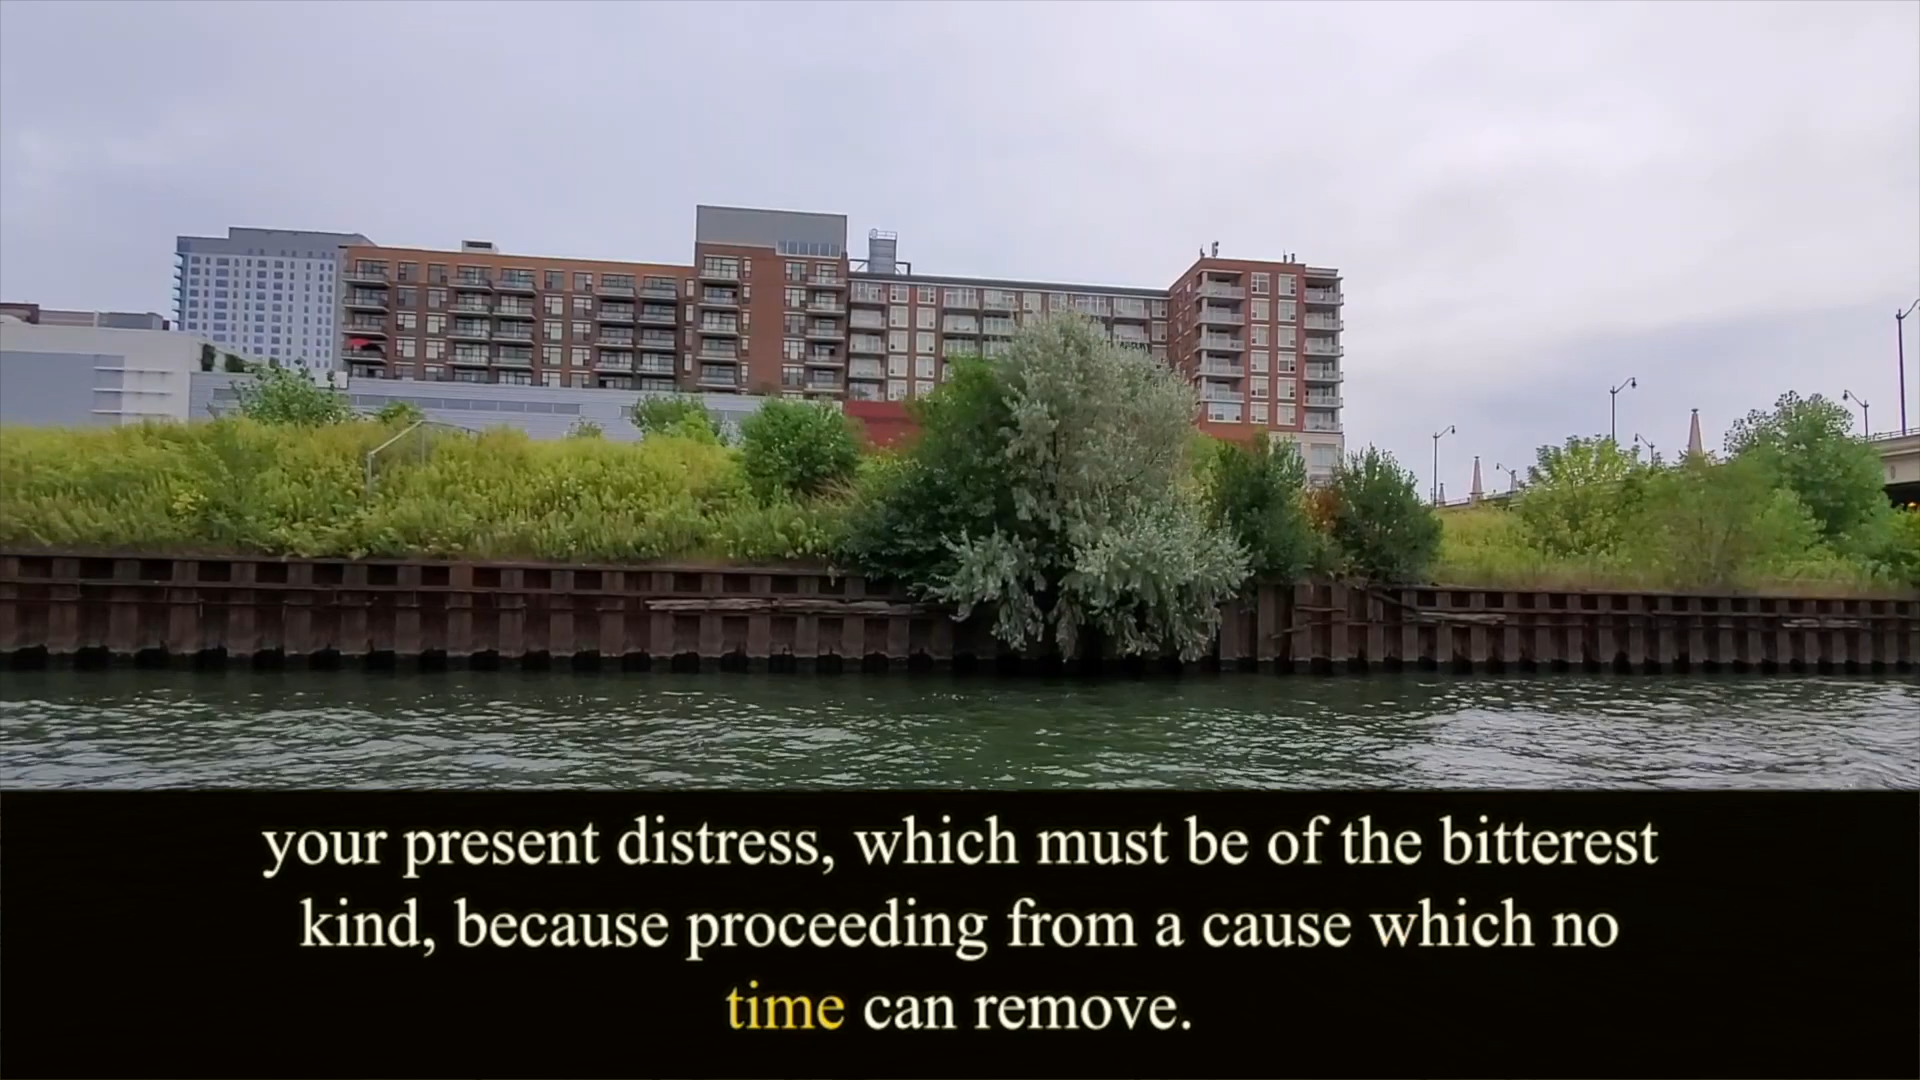 your present distress, which must be of the bitterest
kind, because proceeding from a cause which no
time can remove.